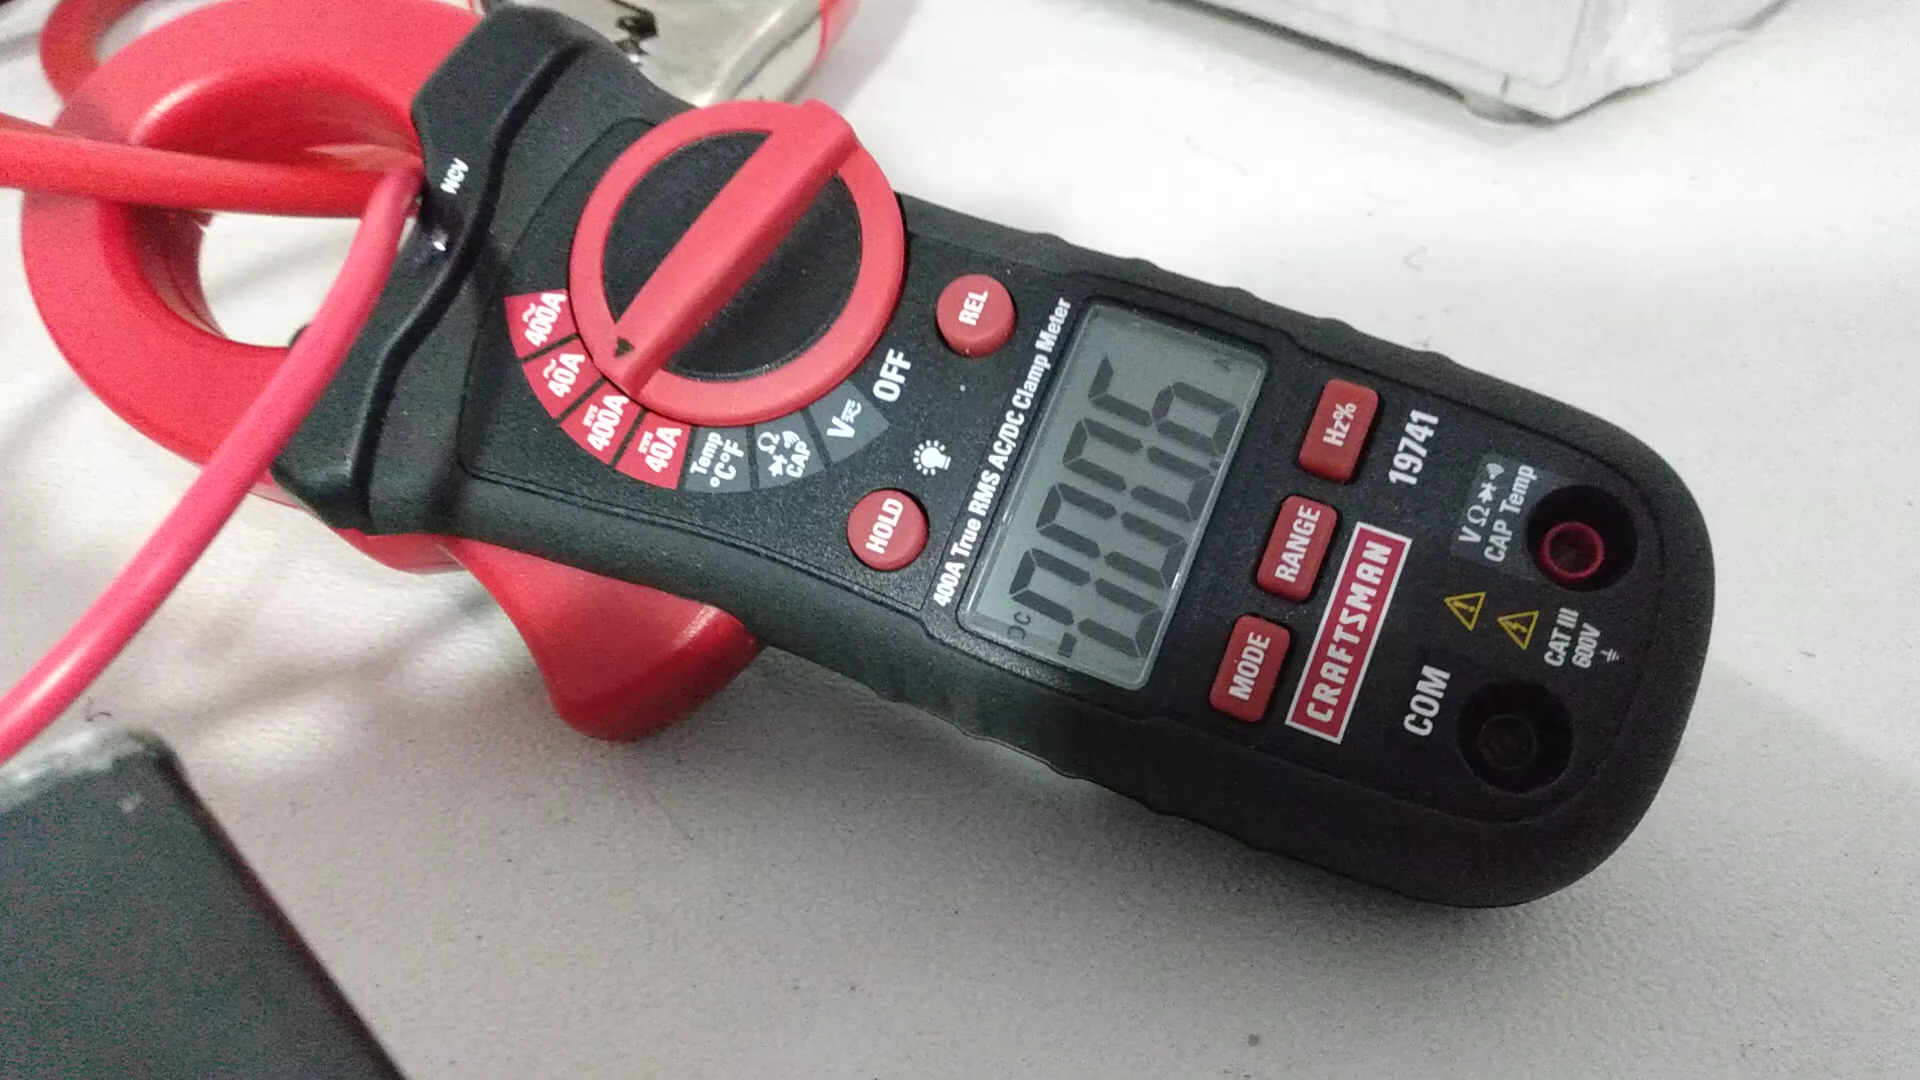 NCV
~400A
~40A
400A
40A
Temp
°C°F
Ω
CAP
V
OFF
REL
HOLD
400A True RMS AC/DC Clamp Meter
DC
-000.6
A
Hz%
RANGE
MODE
19741
CRAFTSMAN
V Ω
CAP Temp
CAT III
600V
COM